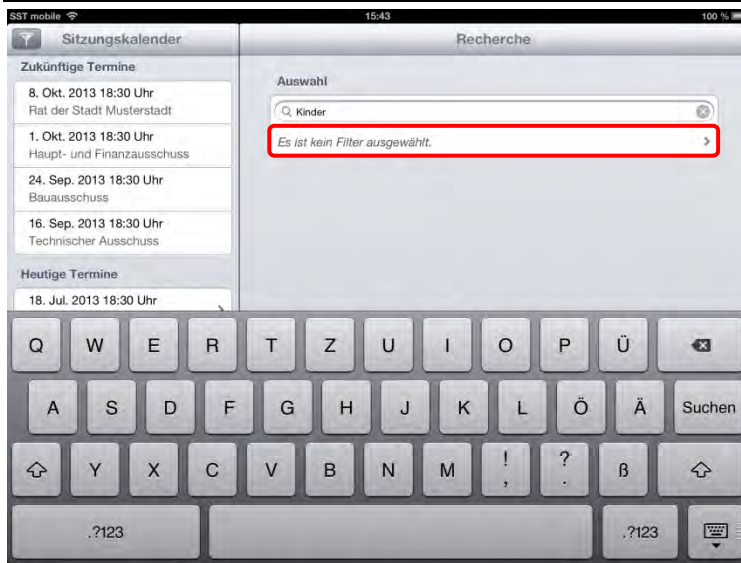 SST mobile 15:43 100 %
Sitzungskalender
Recherche
Zukünftige Termine
8. Okt. 2013 18:30 Uhr
Rat der Stadt Musterstadt
1. Okt. 2013 18:30 Uhr
Haupt- und Finanzausschuss
24. Sep. 2013 18:30 Uhr
Bauausschuss
16. Sep. 2013 18:30 Uhr
Technischer Ausschuss
Heutige Termine
18. Jul. 2013 18:30 Uhr
Auswahl
Kinder
Es ist kein Filter ausgewählt.
Q W E R T Z U I O P Ü
A S D F G H J K L Ö Ä Suchen
Y X C V B N M ! , ? . ß
.?123 .?123